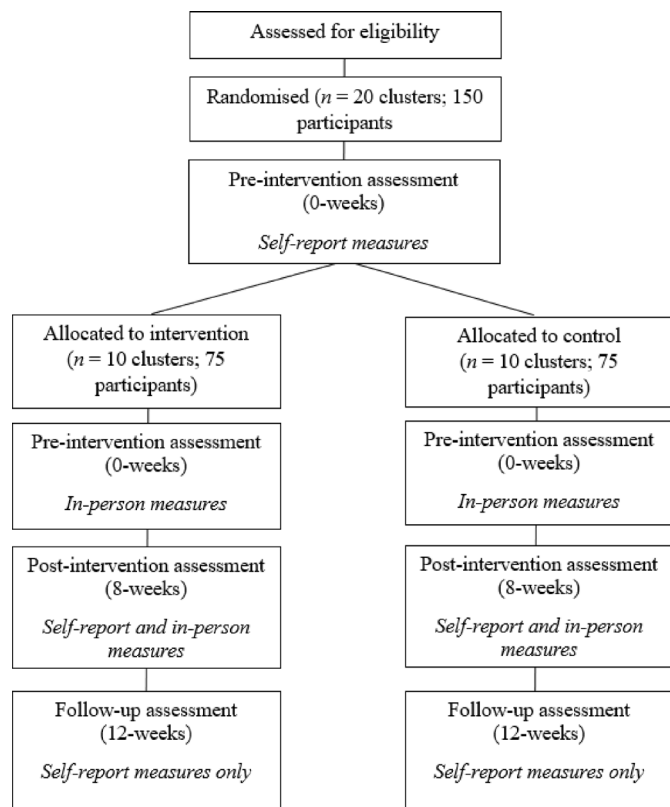 Assessed for eligibility
Randomised (n = 20 clusters; 150
participants
Pre-intervention assessment
(0-weeks)
Self-report measures
Allocated to intervention
(n = 10 clusters; 75
participants)
Pre-intervention assessment
(0-weeks)
In-person measures
Post-intervention assessment
(8-weeks)
Self-report and in-person
measures
Follow-up assessment
(12-weeks)
Self-report measures only
Allocated to control
(n = 10 clusters; 75
participants)
Pre-intervention assessment
(0-weeks)
In-person measures
Post-intervention assessment
(8-weeks)
Self-report and in-person
measures
Follow-up assessment
(12-weeks)
Self-report measures only